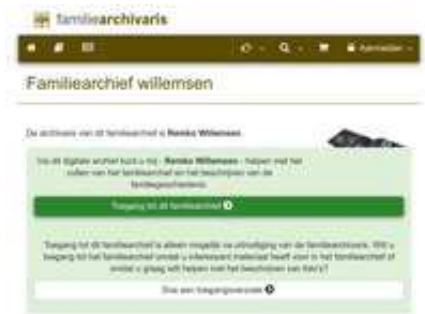 familiearchivaris
Aanmelden
Familiearchief willemsen
De archivaris van dit familiearchief is Remko Willemsen
Via dit digitale archief kunt u mij - Remko Willemsen - helpen met het
vullen van het familiearchief en het beschrijven van de
familiegeschiedenis.
Toegang tot dit familiearchief
Toegang tot dit familiearchief is alleen mogelijk na uitnodiging van de familiearchivaris. Wilt u
toegang tot het familiearchief omdat u interessant materiaal heeft voor in het familiearchief of
omdat u graag wilt helpen met het beschrijven van foto's?
Doe een toegangsverzoek